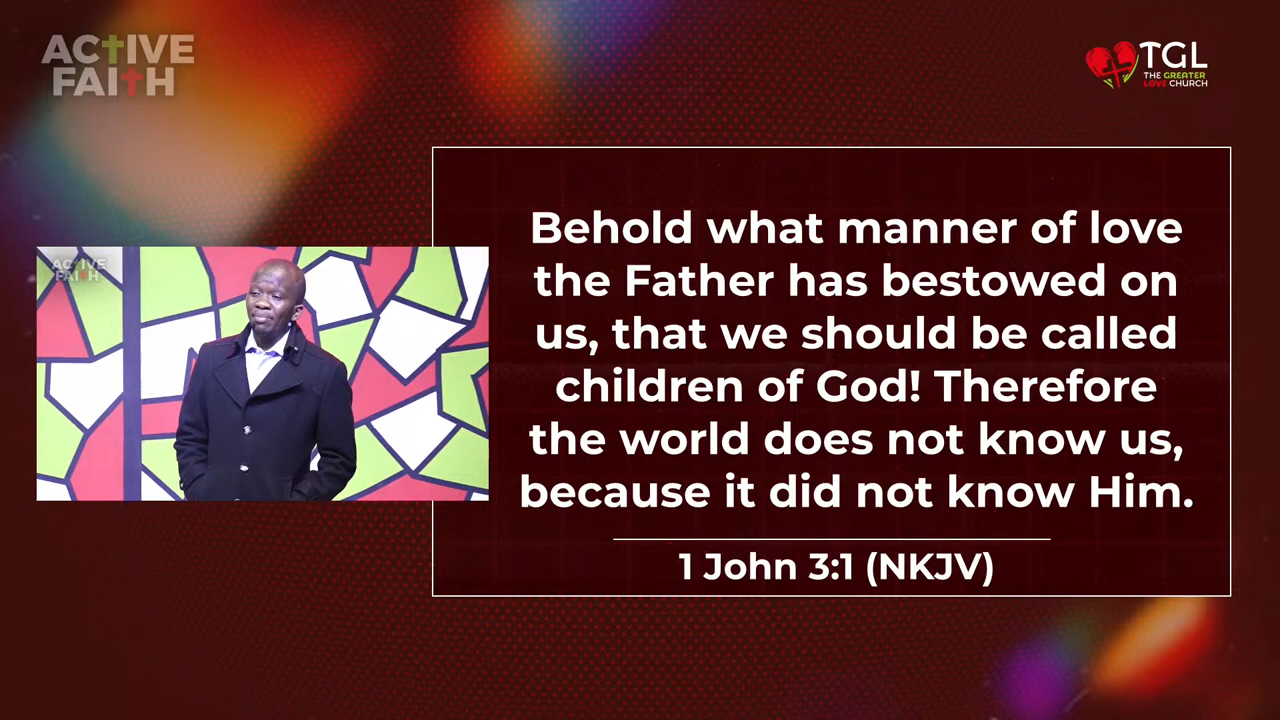 ACTIVE
FAITH
TGL
THE GREATER
LOVE CHURCH
ACTIVE
FAITH
Behold what manner of love
the Father has bestowed on
us, that we should be called
children of God! Therefore
the world does not know us,
because it did not know Him.
1 John 3:1 (NKJV)